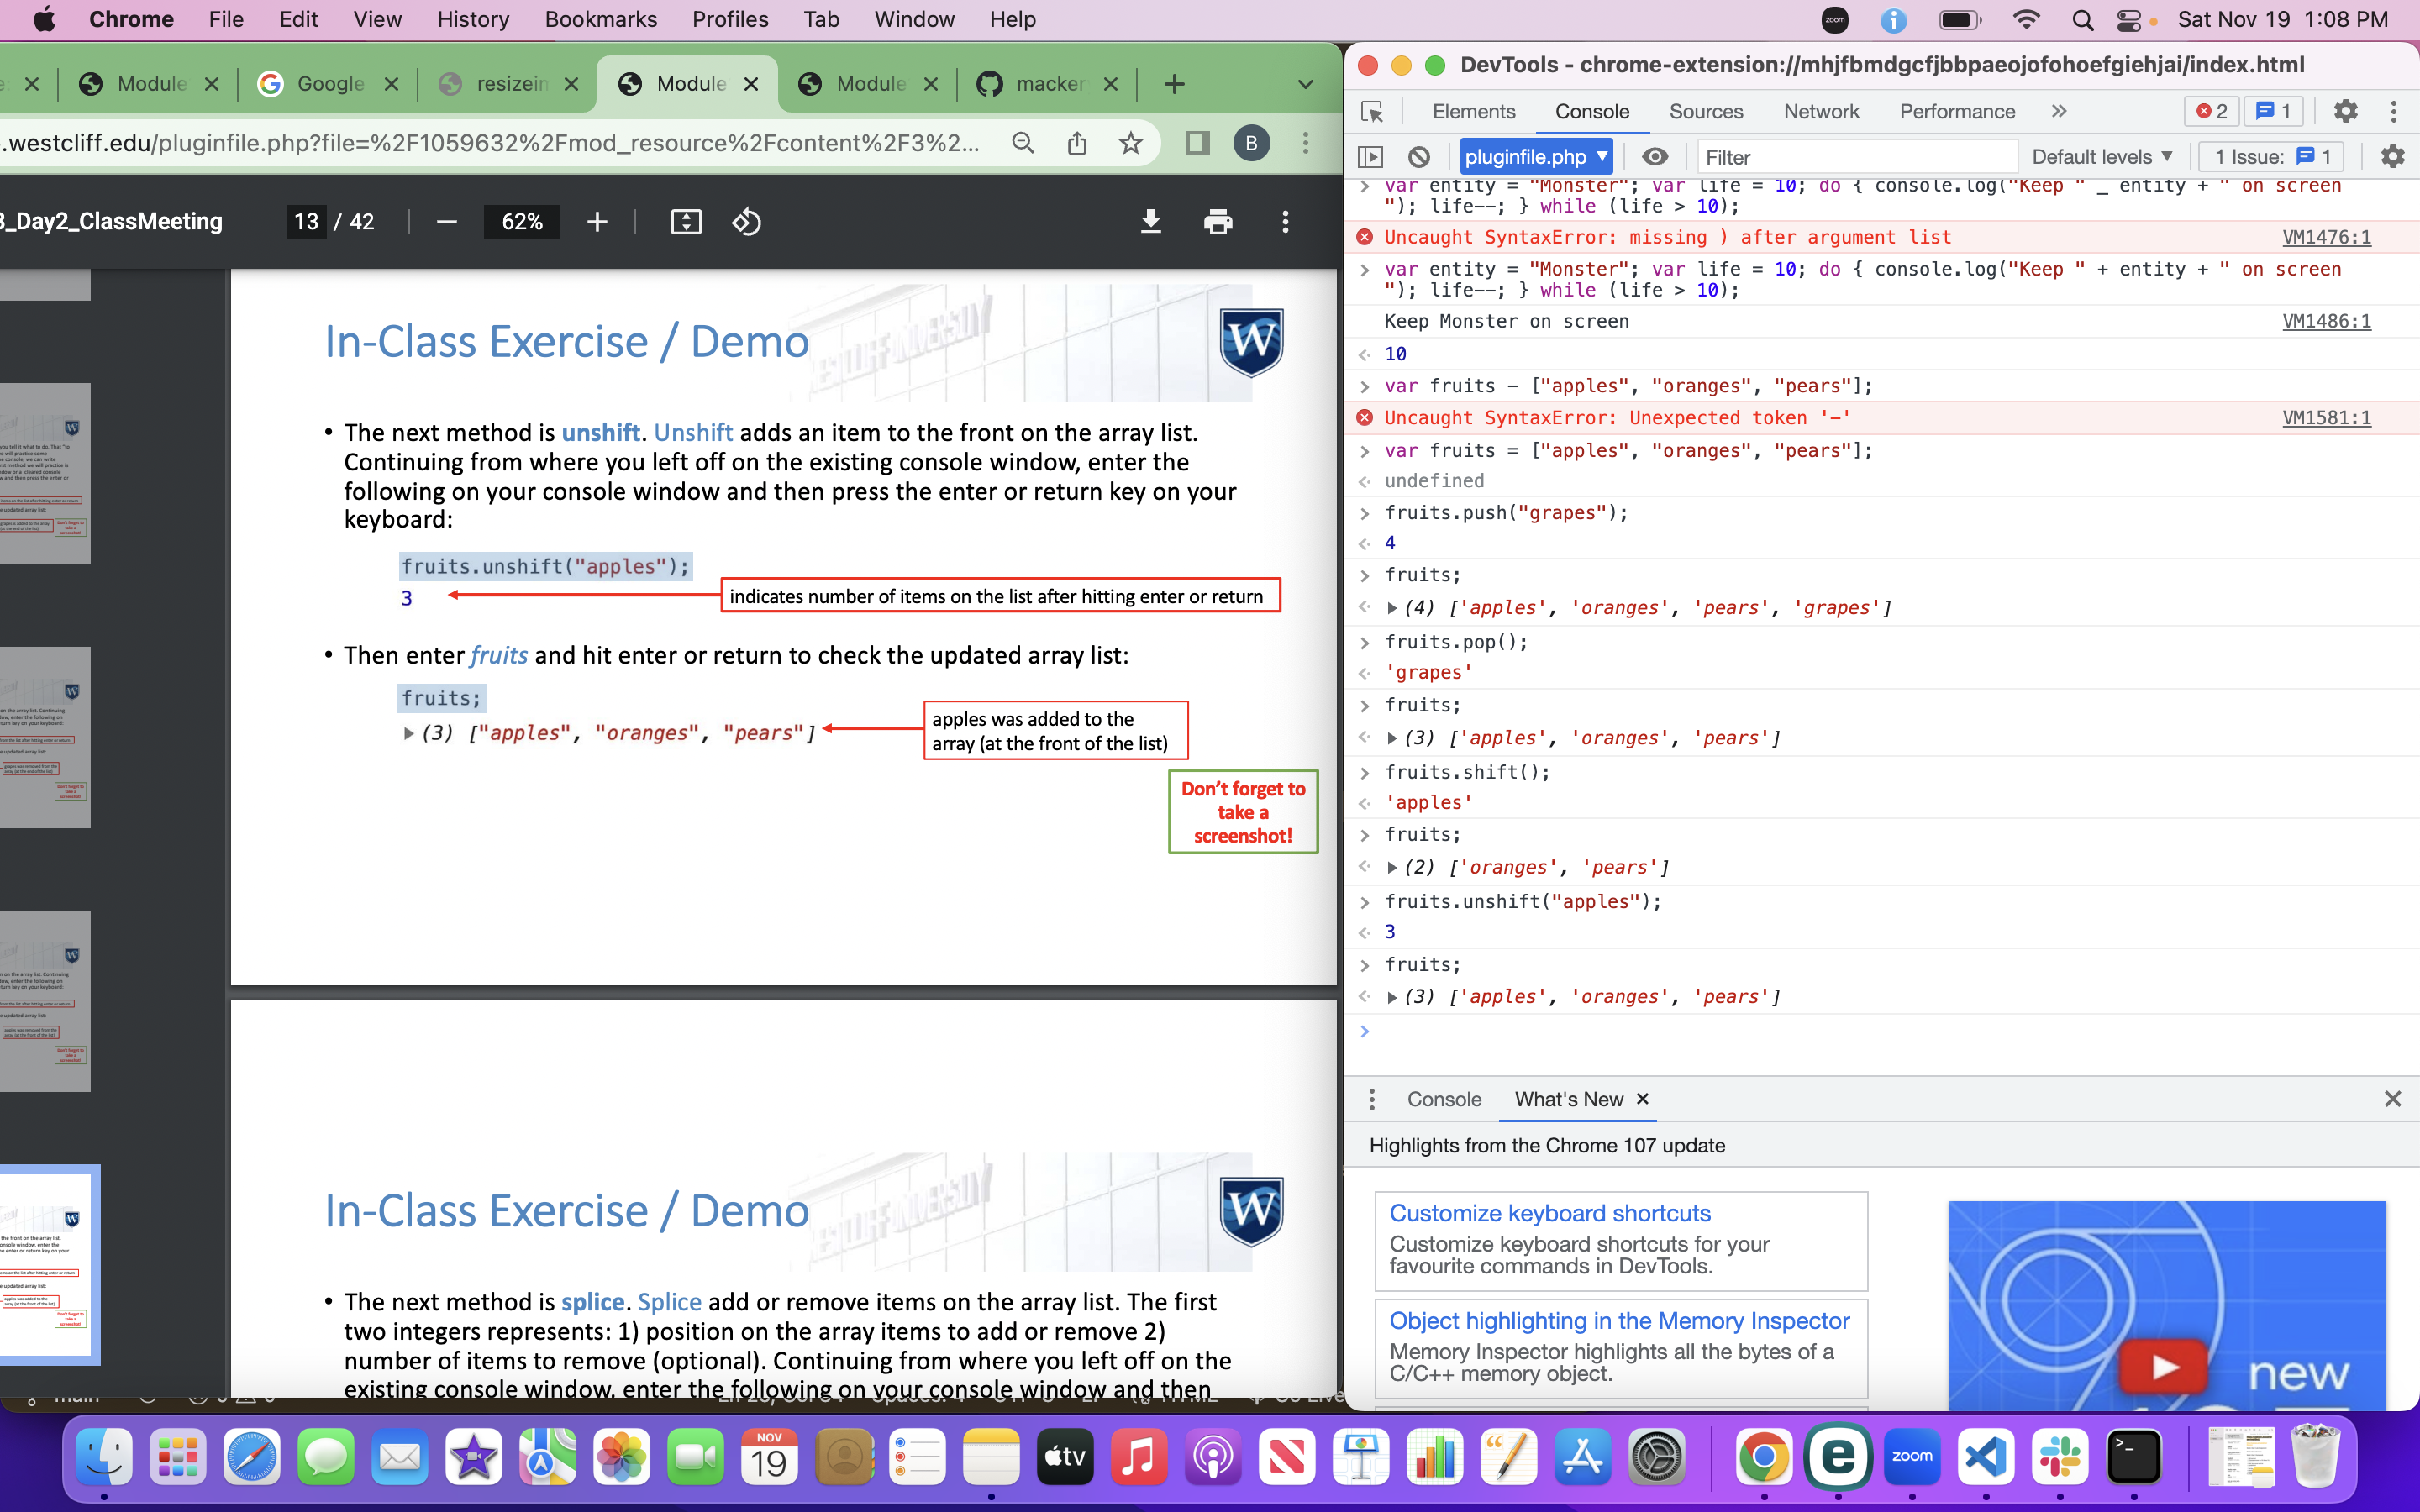 Chrome File Edit View History Bookmarks Profiles Tab Window Help
zoom
Sat Nov 19 1:08 PM
Module
Google
resizein
Module
Module
macker
.westcliff.edu/pluginfile.php?file=%2F1059632%2Fmod_resource%2Fcontent%2F3%2...
B
3_Day2_ClassMeeting
13 / 42
62%
In-Class Exercise / Demo
W
• The next method is unshift. Unshift adds an item to the front on the array list.
Continuing from where you left off on the existing console window, enter the
following on your console window and then press the enter or return key on your
keyboard:
fruits.unshift("apples");
3
indicates number of items on the list after hitting enter or return
• Then enter fruits and hit enter or return to check the updated array list:
fruits;
(3) ["apples", "oranges", "pears"]
apples was added to the
array (at the front of the list)
Don't forget to
take a
screenshot!
In-Class Exercise / Demo
W
• The next method is splice. Splice add or remove items on the array list. The first
two integers represents: 1) position on the array items to add or remove 2)
number of items to remove (optional). Continuing from where you left off on the
existing console window, enter the following on your console window and then
DevTools - chrome-extension://mhjfbmdgcfjbbpaeojofohoefgiehjai/index.html
Elements Console Sources Network Performance
2
1
pluginfile.php
Filter
Default levels
1 Issue: 1
var entity = "Monster"; var life = 10; do { console.log("Keep " _ entity + " on screen
"); life--; } while (life > 10);
Uncaught SyntaxError: missing ) after argument list VM1476:1
var entity = "Monster"; var life = 10; do { console.log("Keep " + entity + " on screen
"); life--; } while (life > 10);
Keep Monster on screen VM1486:1
10
var fruits - ["apples", "oranges", "pears"];
Uncaught SyntaxError: Unexpected token '-' VM1581:1
var fruits = ["apples", "oranges", "pears"];
undefined
fruits.push("grapes");
4
fruits;
(4) ['apples', 'oranges', 'pears', 'grapes']
fruits.pop();
'grapes'
fruits;
(3) ['apples', 'oranges', 'pears']
fruits.shift();
'apples'
fruits;
(2) ['oranges', 'pears']
fruits.unshift("apples");
3
fruits;
(3) ['apples', 'oranges', 'pears']
Console What's New
Highlights from the Chrome 107 update
Customize keyboard shortcuts
Customize keyboard shortcuts for your
favourite commands in DevTools.
Object highlighting in the Memory Inspector
Memory Inspector highlights all the bytes of a
C/C++ memory object.
new
NOV
19
tv
zoom